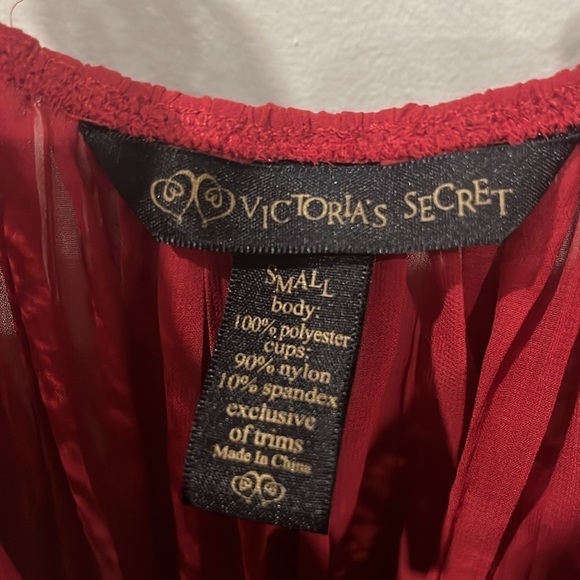 VICTORIA'S SECRET
SMALL
body:
100% polyester
cups:
90% nylon
10% spandex
exclusive
of trims
Made In China